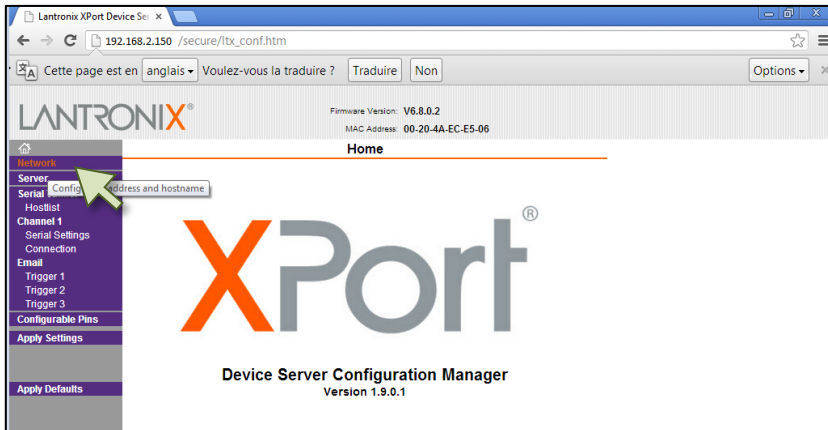 Lantronix XPort Device Ser
192.168.2.150 /secure/ltx_conf.htm
Cette page est en anglais Voulez-vous la traduire ? Traduire Non Options
LANTRONIX®
Firmware Version: V6.8.0.2
MAC Address: 00-20-4A-EC-E5-06
Home
Network
Server
Config address and hostname
Serial
Hostlist
Channel 1
Serial Settings
Connection
Email
Trigger 1
Trigger 2
Trigger 3
Configurable Pins
Apply Settings
Apply Defaults
XPort®
Device Server Configuration Manager
Version 1.9.0.1